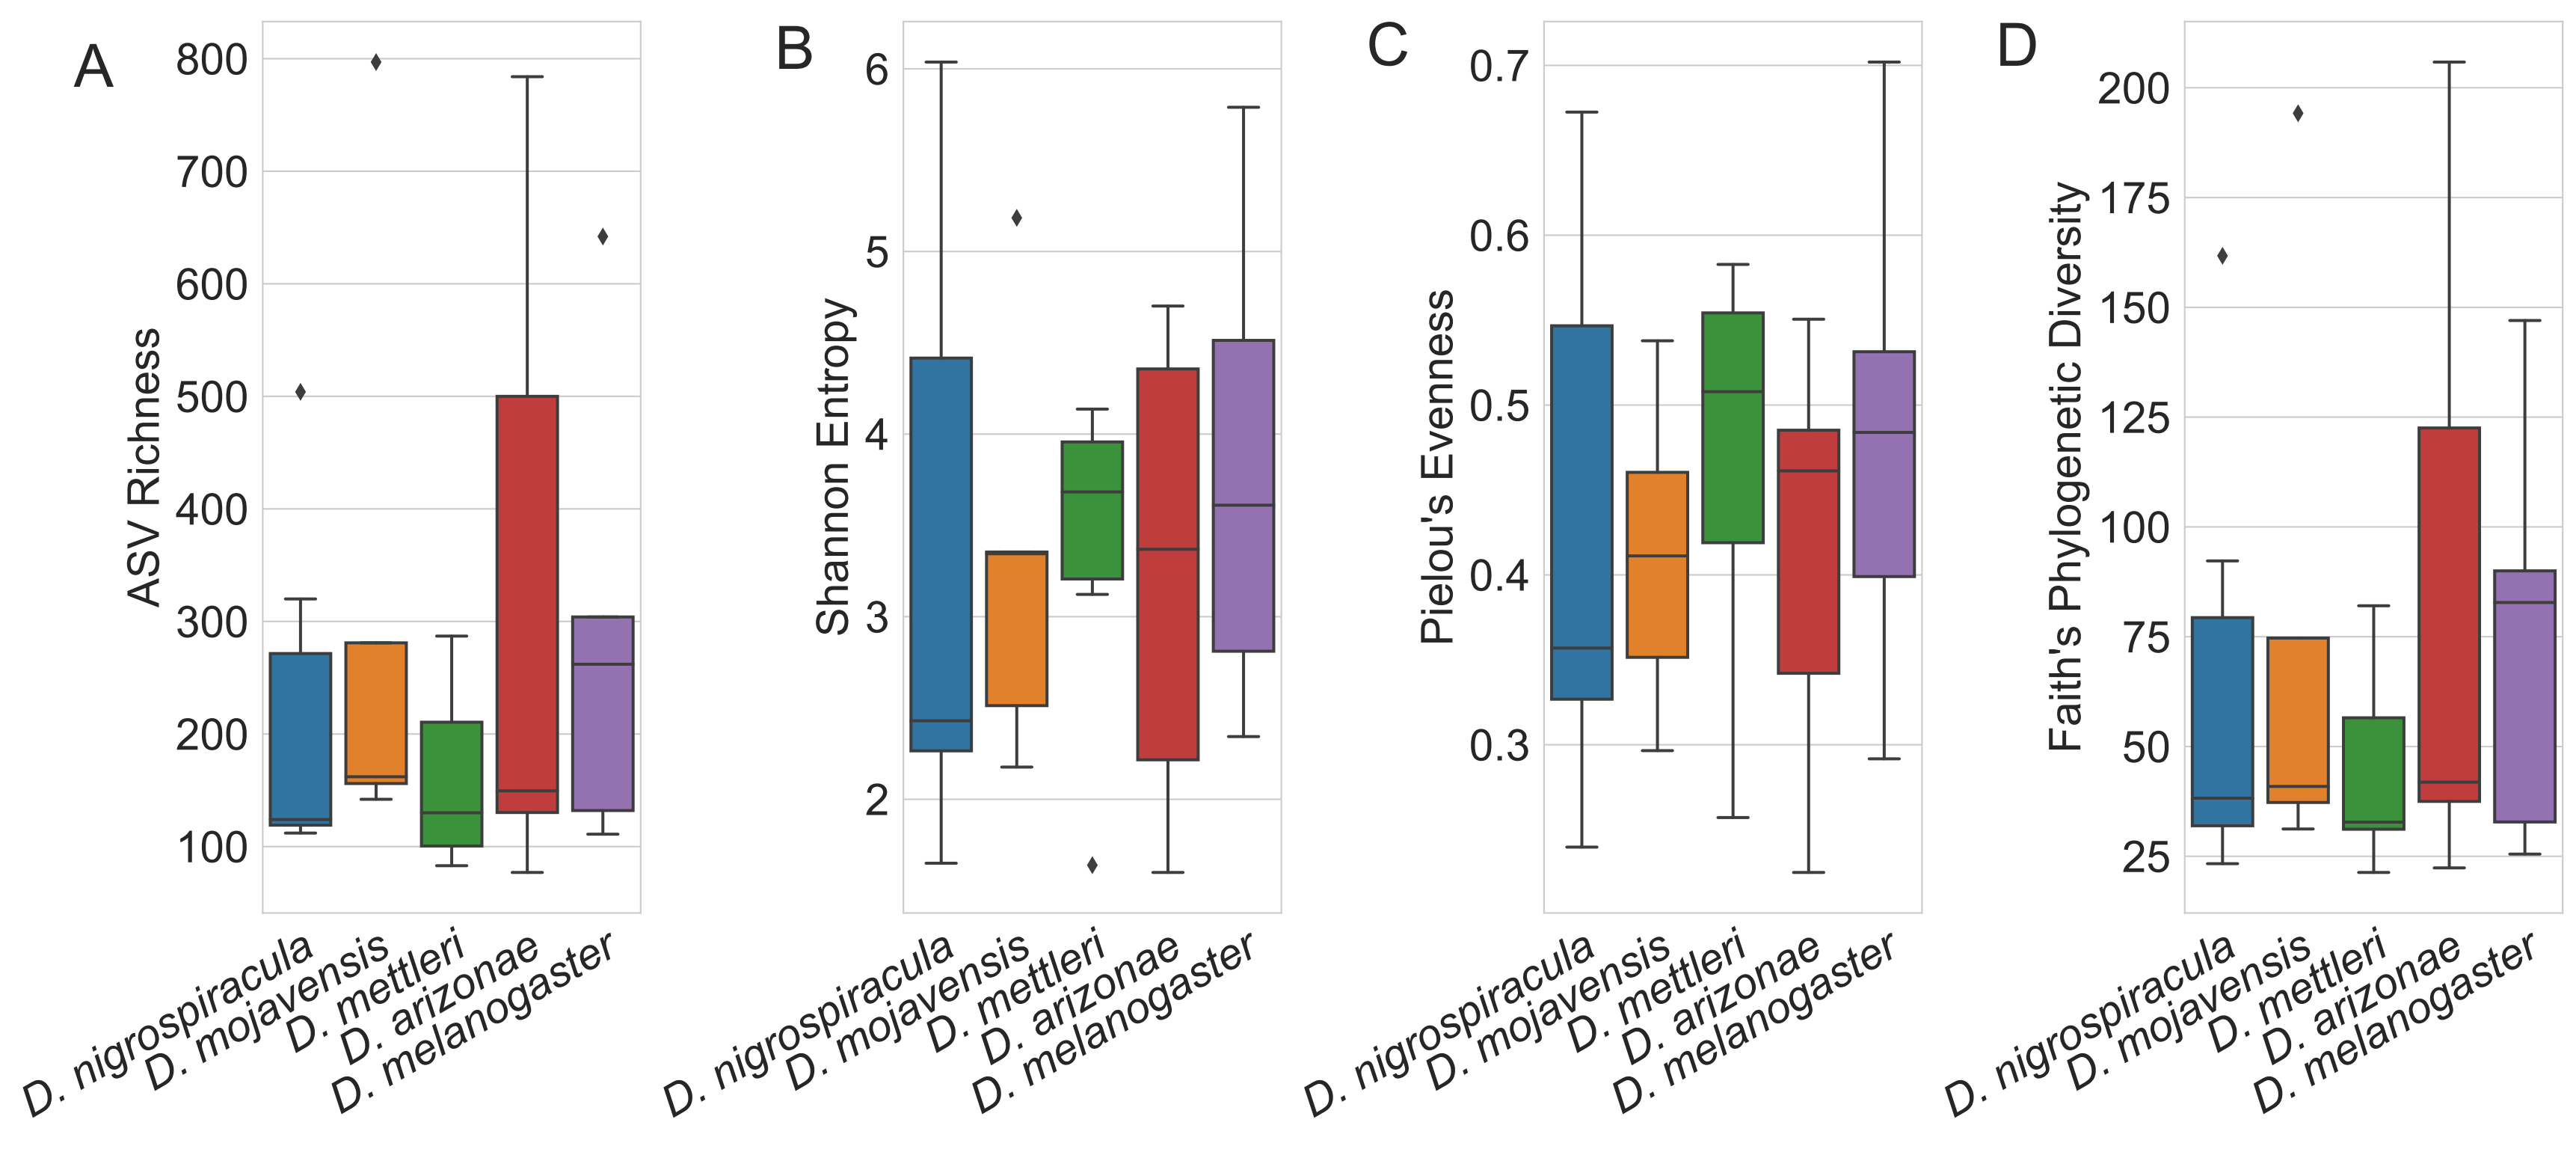 A
ASV Richness
800
700
600
500
400
300
200
100
D. nigrospiracula
D. mojavensis
D. mettleri
D. arizonae
D. melanogaster
B
Shannon Entropy
6
5
4
3
2
D. nigrospiracula
D. mojavensis
D. mettleri
D. arizonae
D. melanogaster
C
Pielou's Evenness
0.7
0.6
0.5
0.4
0.3
D. nigrospiracula
D. mojavensis
D. mettleri
D. arizonae
D. melanogaster
D
Faith's Phylogenetic Diversity
200
175
150
125
100
75
50
25
D. nigrospiracula
D. mojavensis
D. mettleri
D. arizonae
D. melanogaster